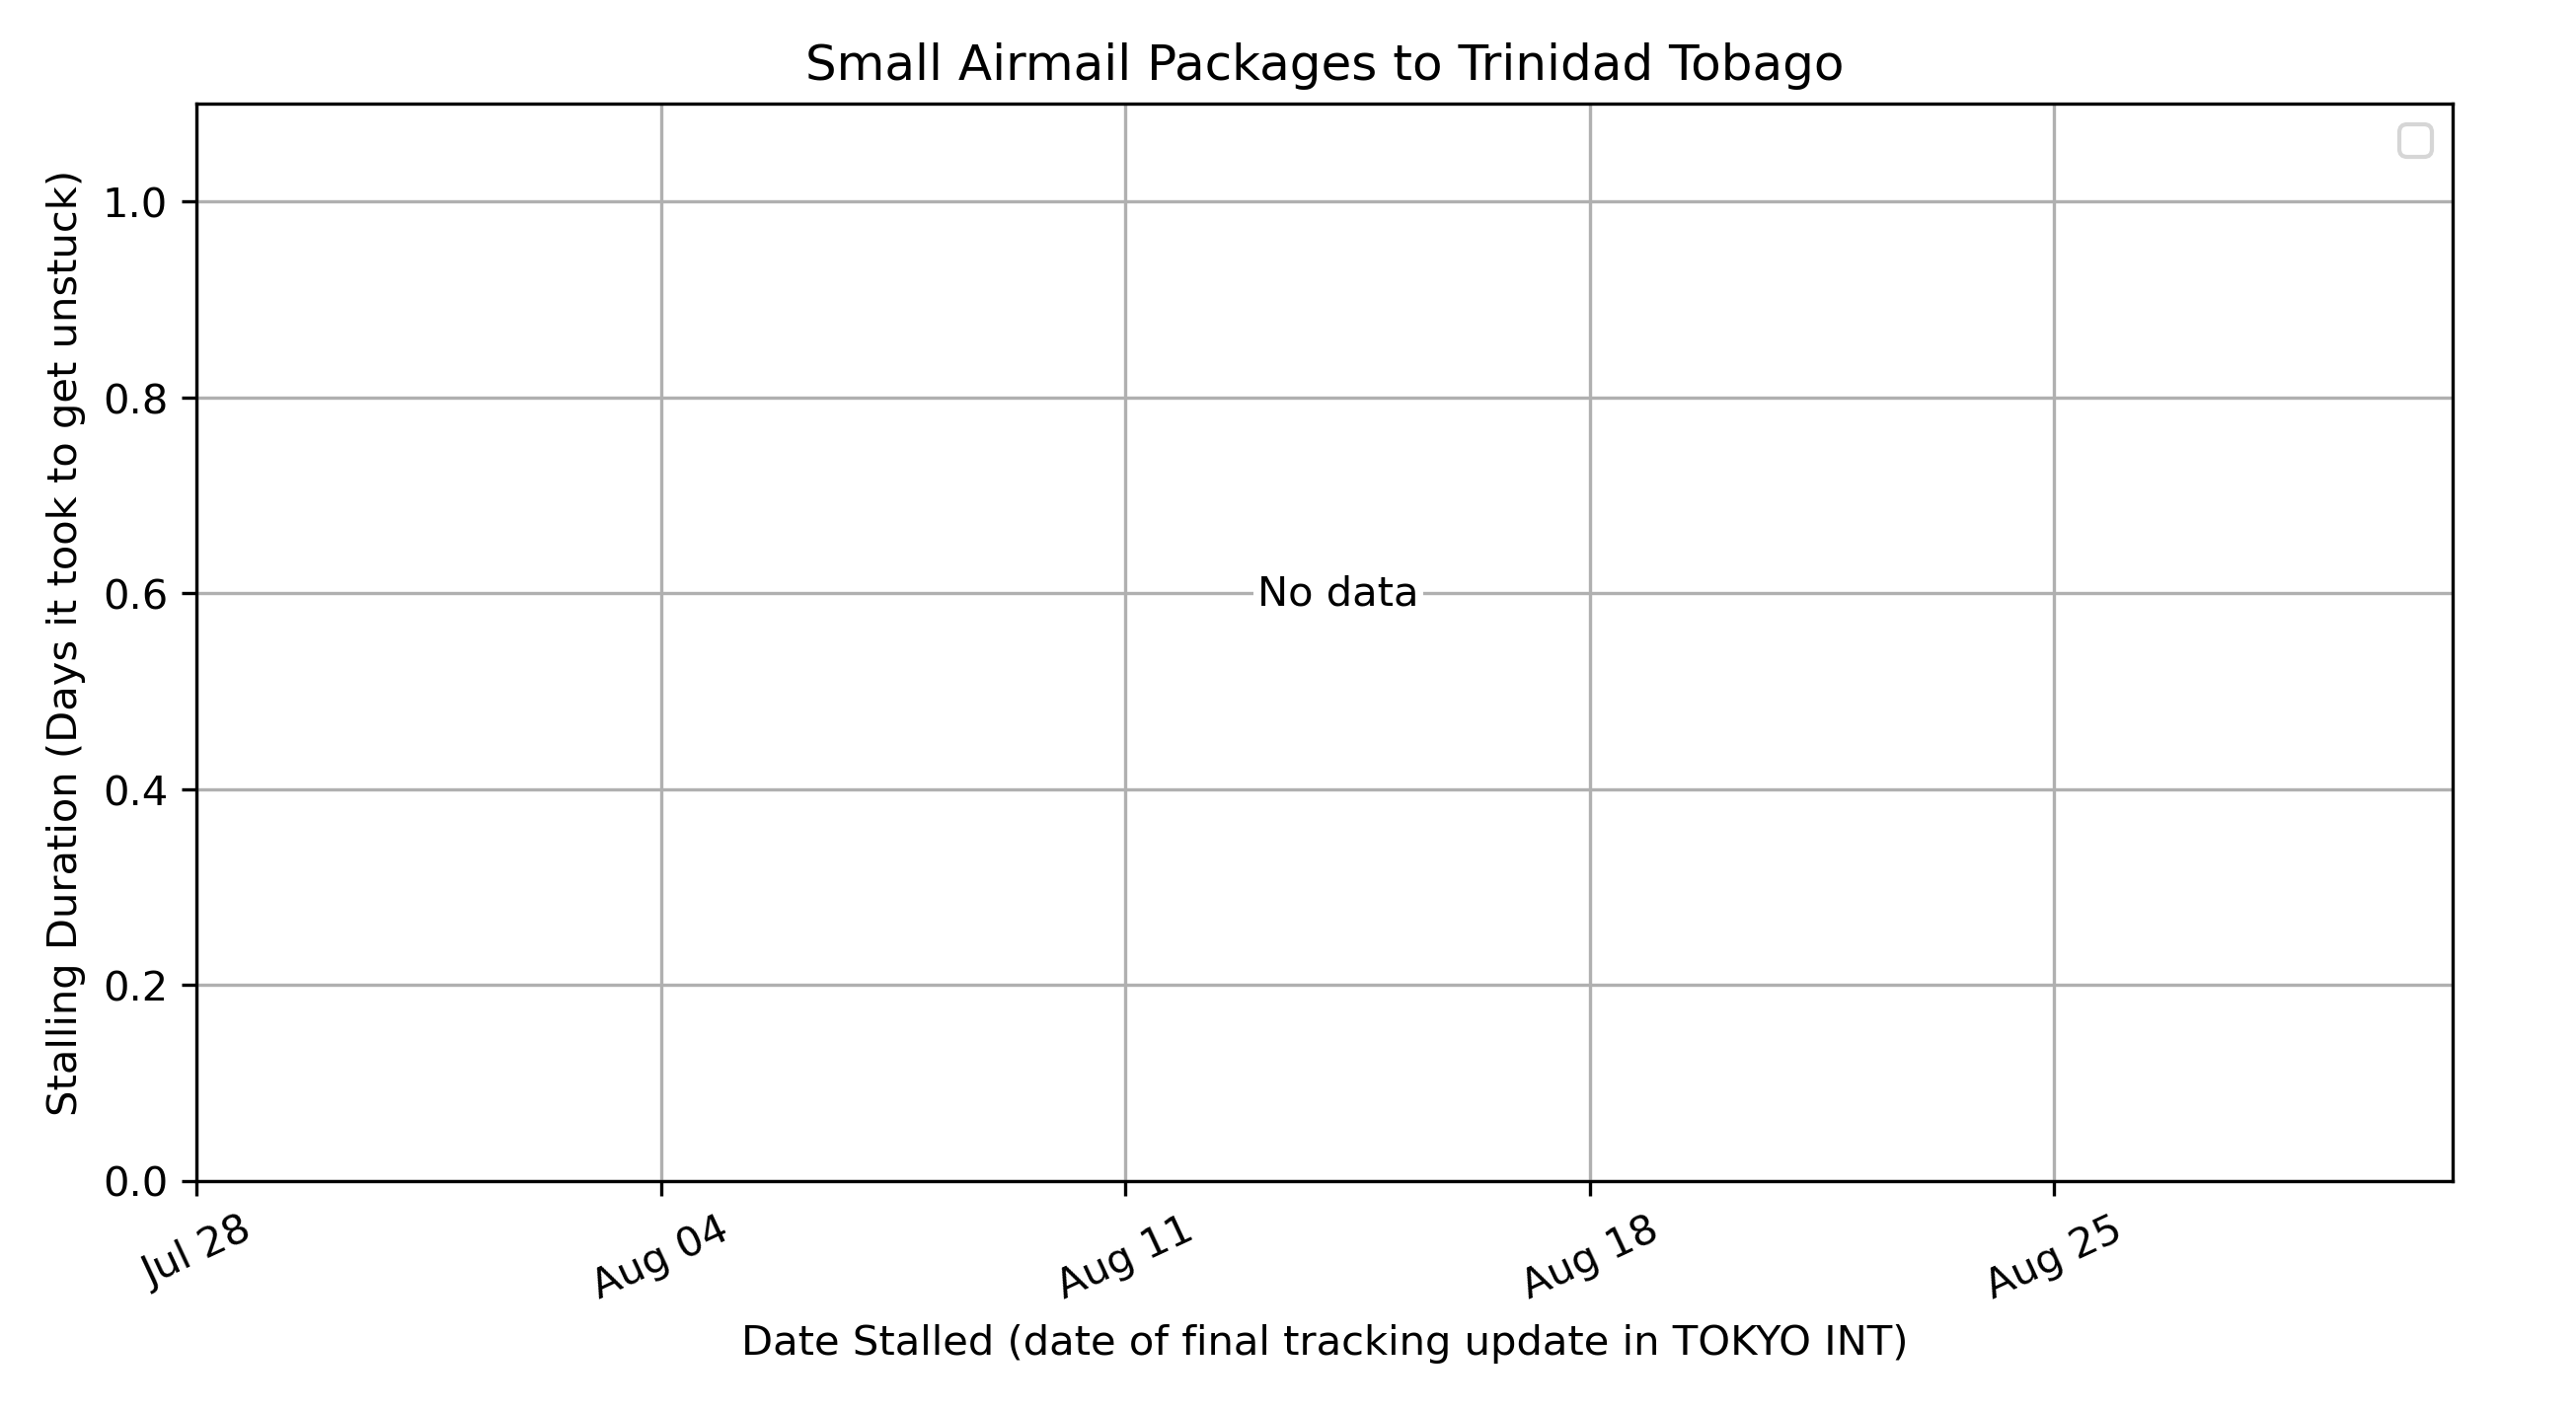 Small Airmail Packages to Trinidad Tobago
Stalling Duration (Days it took to get unstuck)
1.0
0.8
0.6
0.4
0.2
0.0
No data
Jul 28
Aug 04
Aug 11
Aug 18
Aug 25
Date Stalled (date of final tracking update in TOKYO INT)